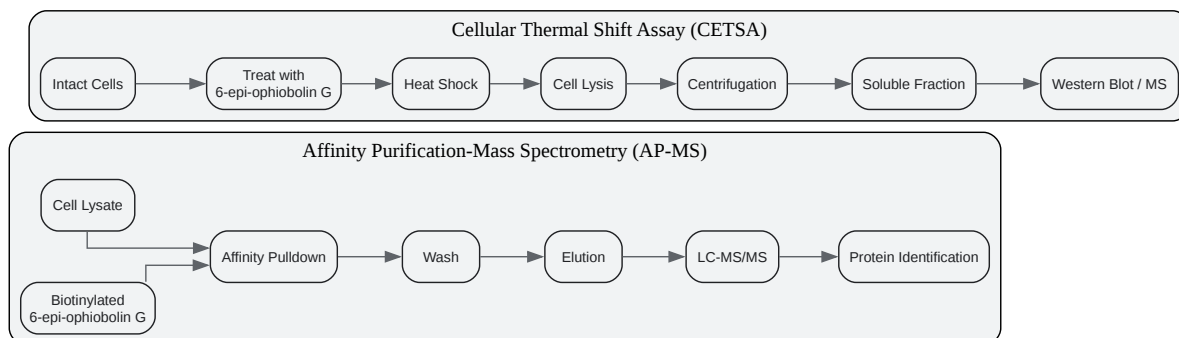 Cellular Thermal Shift Assay (CETSA)
Intact Cells
Treat with
6-epi-ophiobolin G
Heat Shock
Cell Lysis
Centrifugation
Soluble Fraction
Western Blot / MS
Affinity Purification-Mass Spectrometry (AP-MS)
Cell Lysate
Biotinylated
6-epi-ophiobolin G
Affinity Pulldown
Wash
Elution
LC-MS/MS
Protein Identification